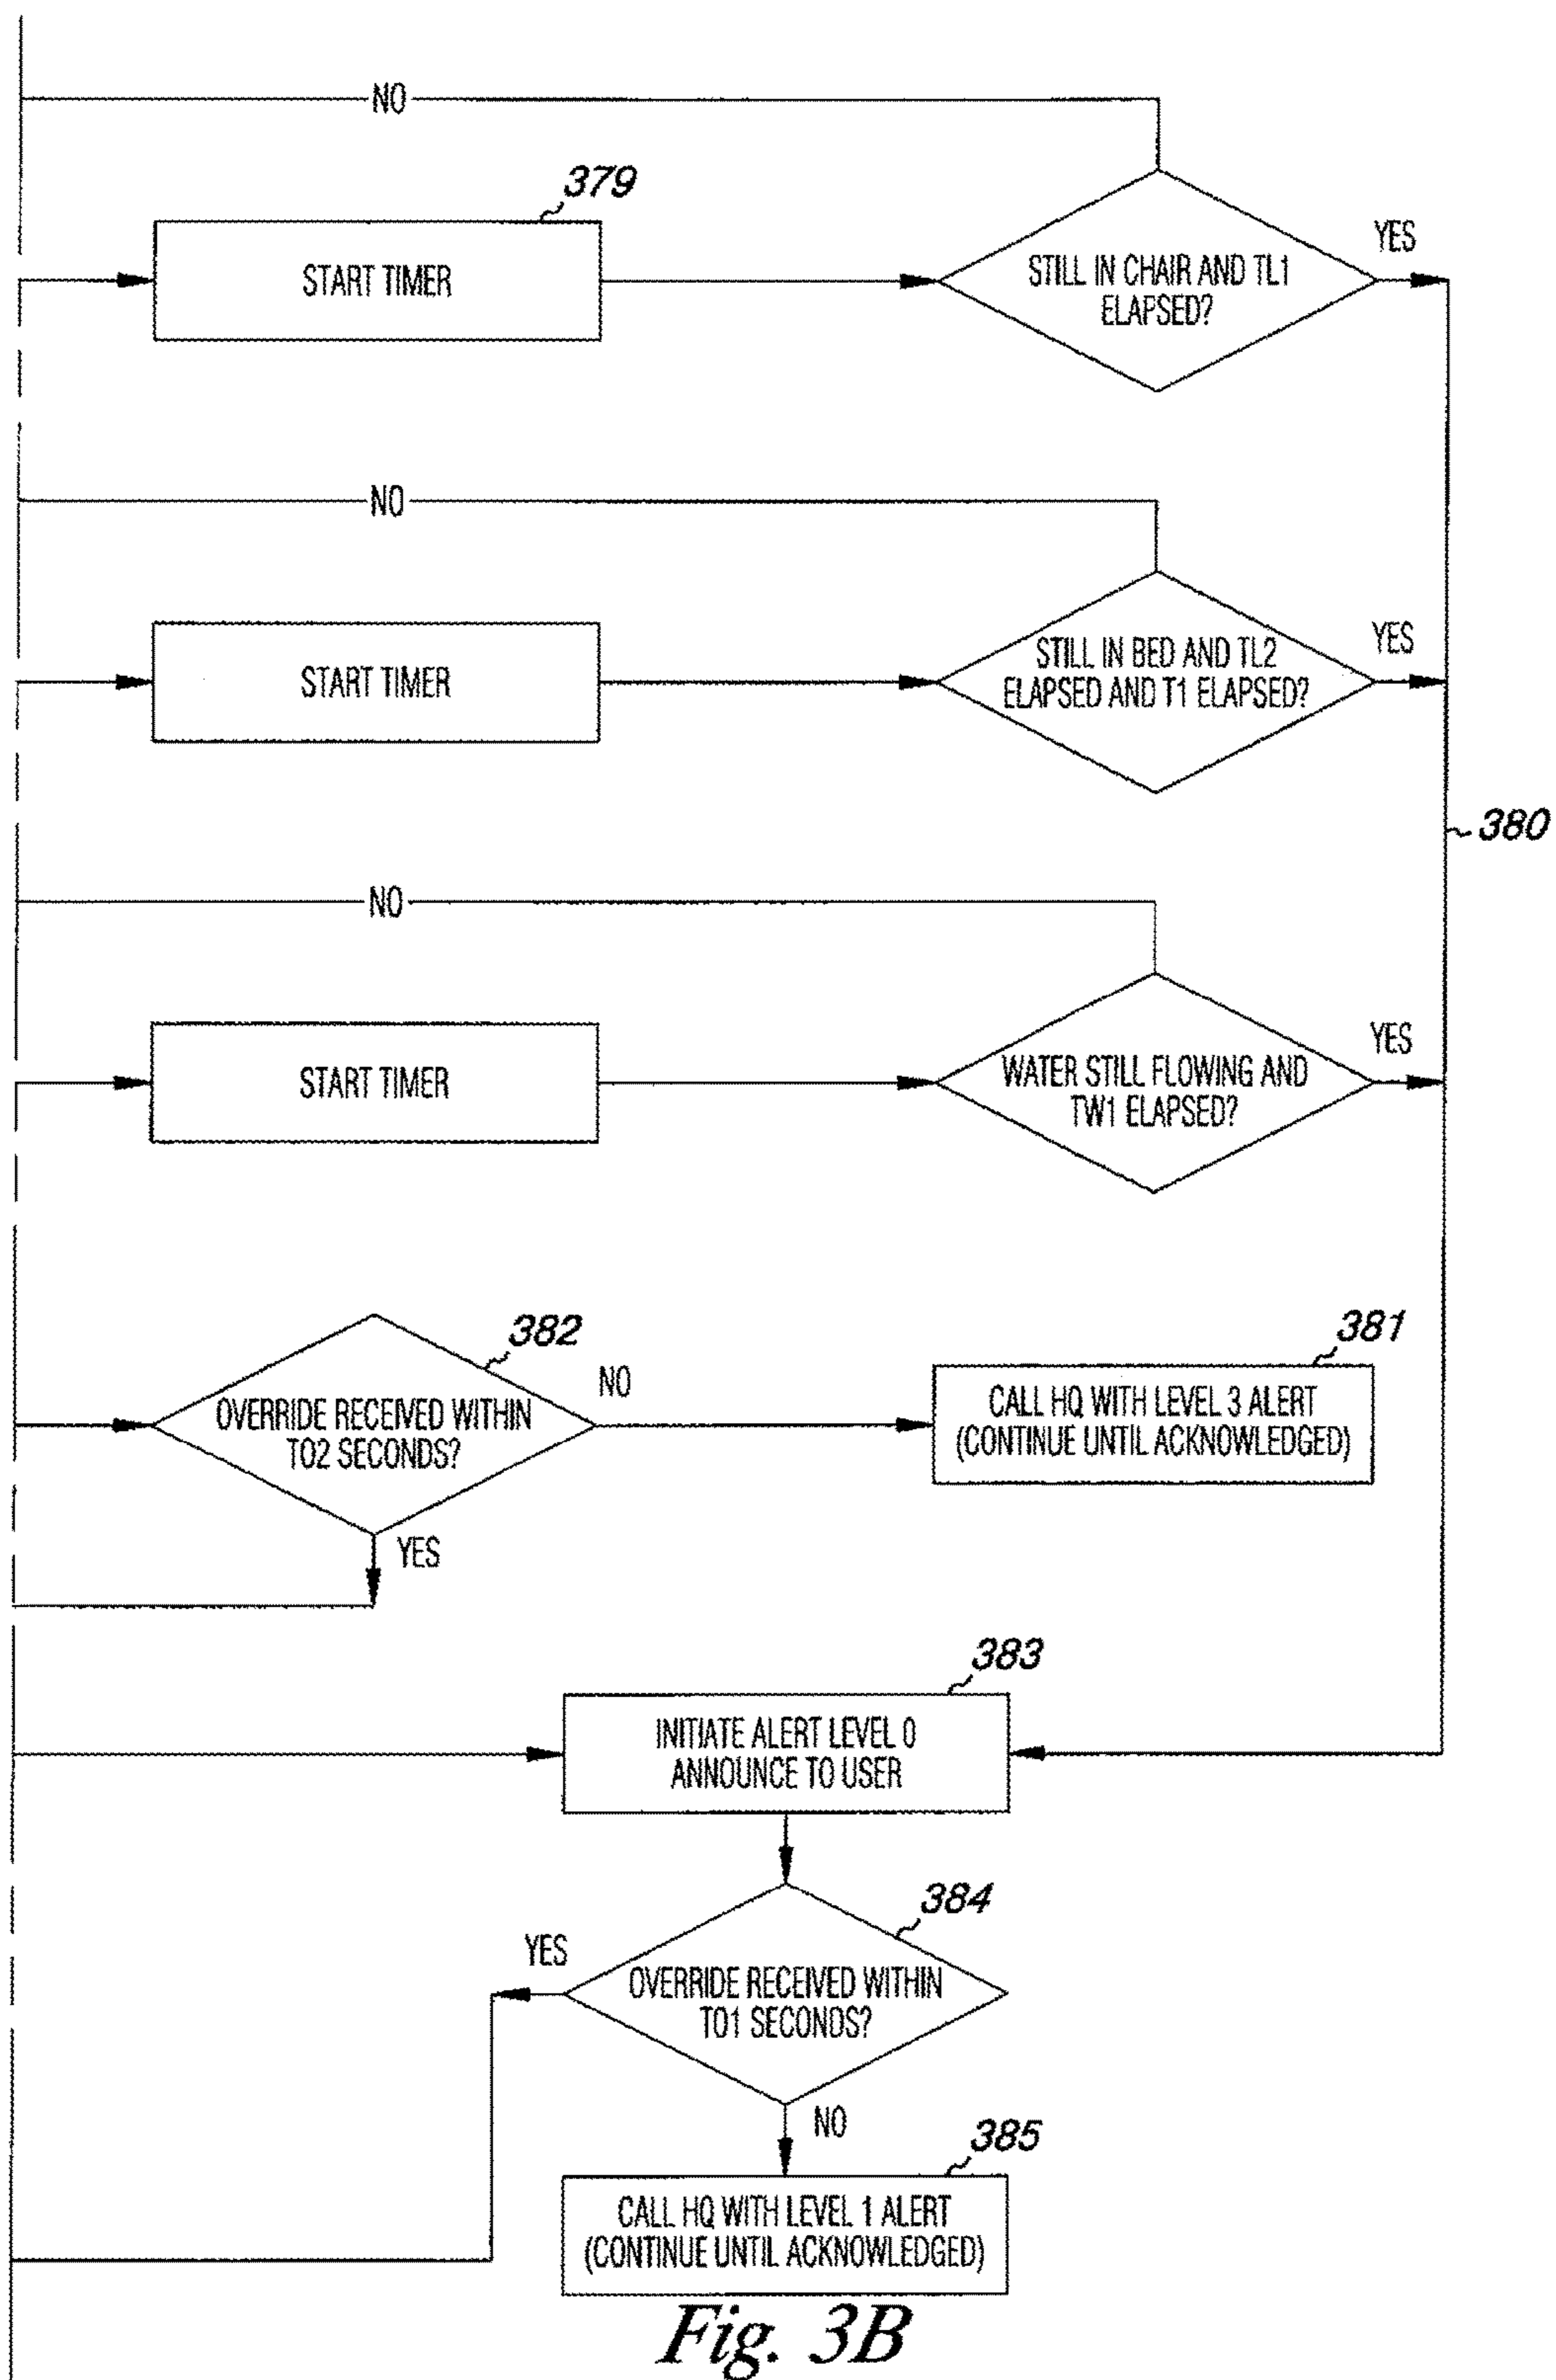 NO
379
START TIMER
STILL IN CHAIR AND TL1
ELAPSED?
YES
NO
START TIMER
STILL IN BED AND TL2
ELAPSED AND T1 ELAPSED?
YES
380
NO
START TIMER
WATER STILL FLOWING AND
TW1 ELAPSED?
YES
382
OVERRIDE RECEIVED WITHIN
TO2 SECONDS?
NO
YES
381
CALL HQ WITH LEVEL 3 ALERT
(CONTINUE UNTIL ACKNOWLEDGED)
383
INITIATE ALERT LEVEL 0
ANNOUNCE TO USER
384
YES
OVERRIDE RECEIVED WITHIN
TO1 SECONDS?
NO
385
CALL HQ WITH LEVEL 1 ALERT
(CONTINUE UNTIL ACKNOWLEDGED)
Fig. 3B